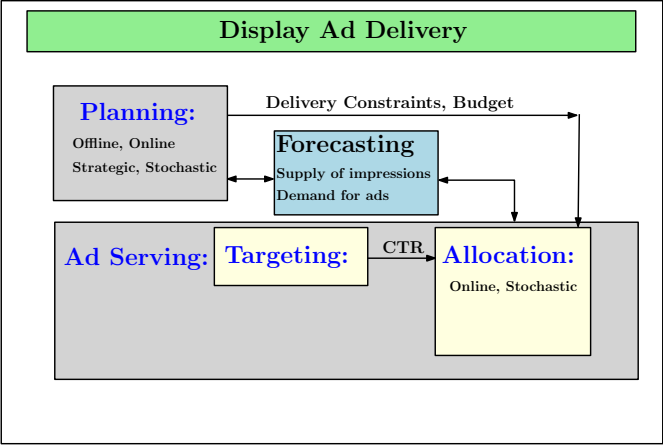 Display Ad Delivery
Planning:
Offline, Online
Strategic, Stochastic
Delivery Constraints, Budget
Forecasting
Supply of impressions
Demand for ads
Ad Serving:
Targeting:
CTR
Allocation:
Online, Stochastic